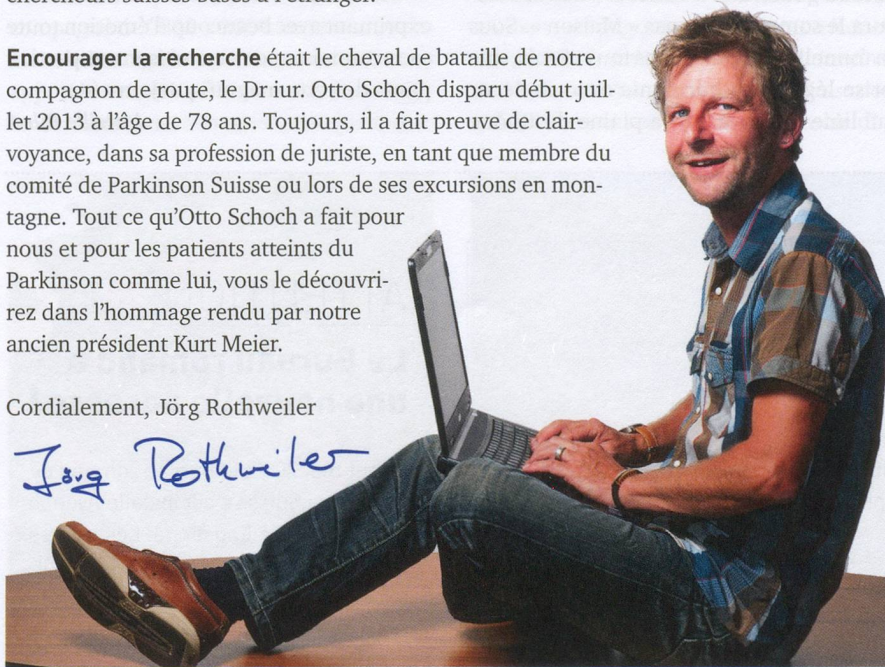 chercheurs suisses basés à l'étranger.
Encourager la recherche était le cheval de bataille de notre
compagnon de route, le Dr iur. Otto Schoch disparu début juil-
let 2013 à l'âge de 78 ans. Toujours, il a fait preuve de clair-
voyance, dans sa profession de juriste, en tant que membre du
comité de Parkinson Suisse ou lors de ses excursions en mon-
tagne. Tout ce qu'Otto Schoch a fait pour
nous et pour les patients atteints du
Parkinson comme lui, vous le découvri-
rez dans l'hommage rendu par notre
ancien président Kurt Meier.
Cordialement, Jörg Rothweiler
Jörg Rothweiler